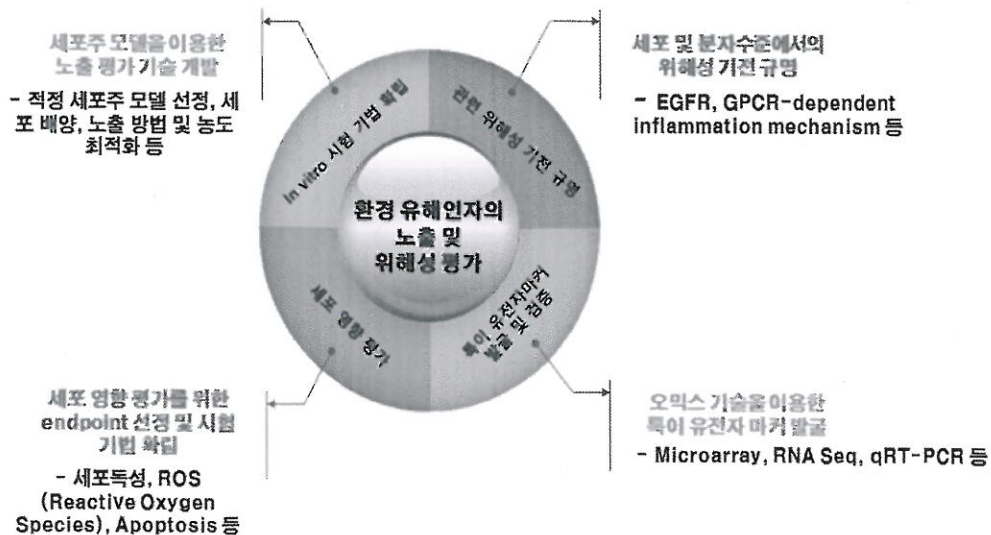 세포주 모델을 이용한
노출 평가 기술 개발
- 적정 세포주 모델 선정, 세
포 배양, 노출 방법 및 농도
최적화 등
세포 및 분자수준에서의
위해성 기전 규명
- EGFR, GPCR-dependent
inflammation mechanism 등
In vitro 시험 기법 확립
관련 위해성 기전 규명
환경 유해인자의
노출 및
위해성 평가
세포 영향 평가
특이 유전자마커
발굴 및 검증
세포 영향 평가를 위한
endpoint 선정 및 시험
기법 확립
- 세포독성, ROS
(Reactive Oxygen
Species), Apoptosis 등
오믹스 기술을 이용한
특이 유전자 마커 발굴
- Microarray, RNA Seq, qRT-PCR 등